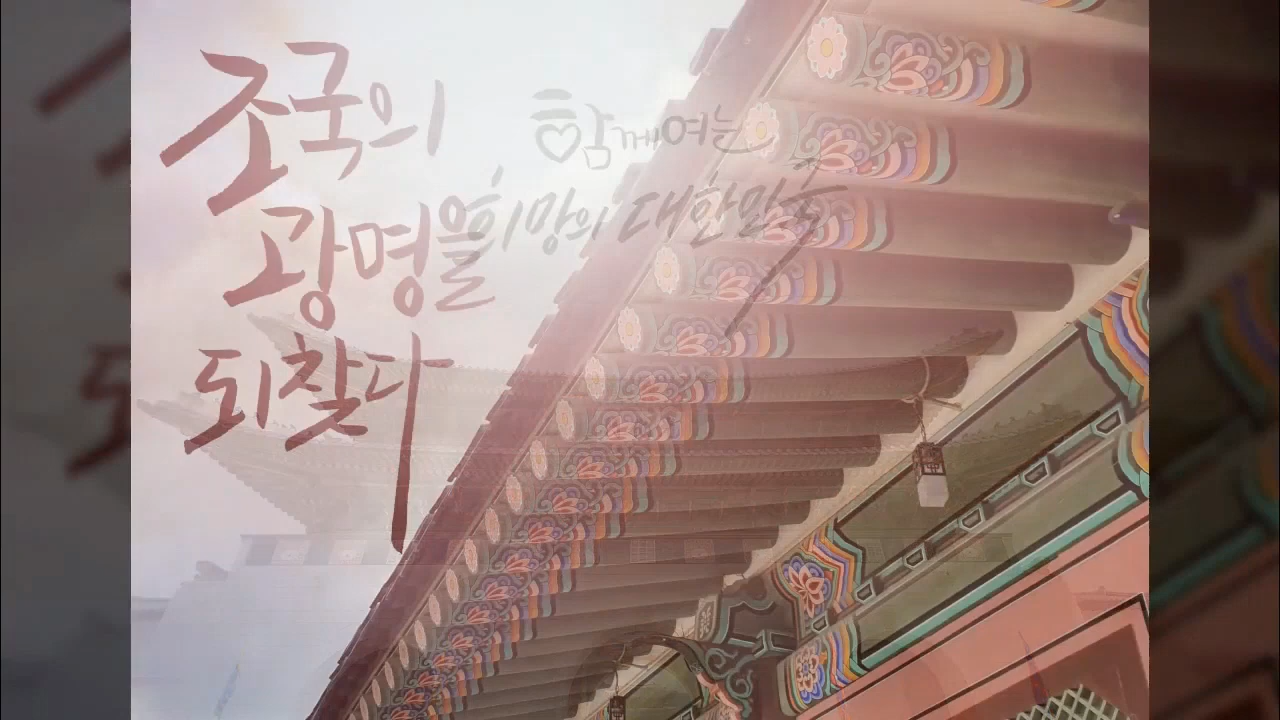 조국의
광명을
되찾다
함께여는
희망의 대한민국